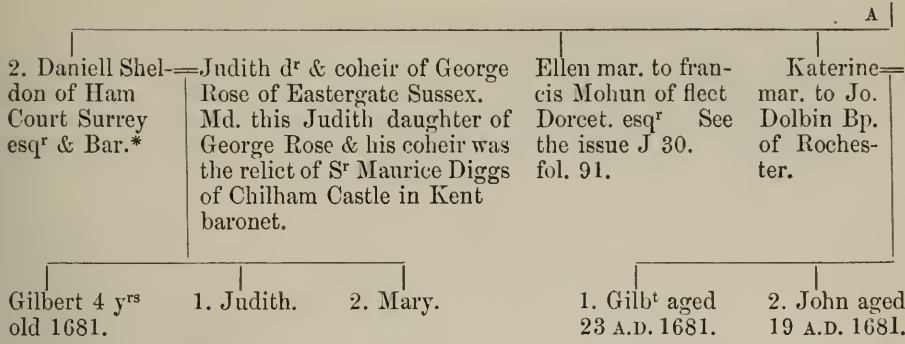 A
2. Daniell Shel-
don of Ham
Court Surrey
esqʳ & Bar.*
Judith dʳ & coheir of George
Rose of Eastergate Sussex.
Md. this Judith daughter of
George Rose & his coheir was
the relict of Sʳ Maurice Diggs
of Chilham Castle in Kent
baronet.
Ellen mar. to fran-
cis Mohun of flect
Dorcet. esqʳ See
the issue J 30.
fol. 91.
Katerine
mar. to Jo.
Dolbin Bp.
of Roches-
ter.
Gilbert 4 yʳˢ
old 1681.
1. Judith.
2. Mary.
1. Gilbᵗ aged
23 A.D. 1681.
2. John aged
19 A.D. 1681.